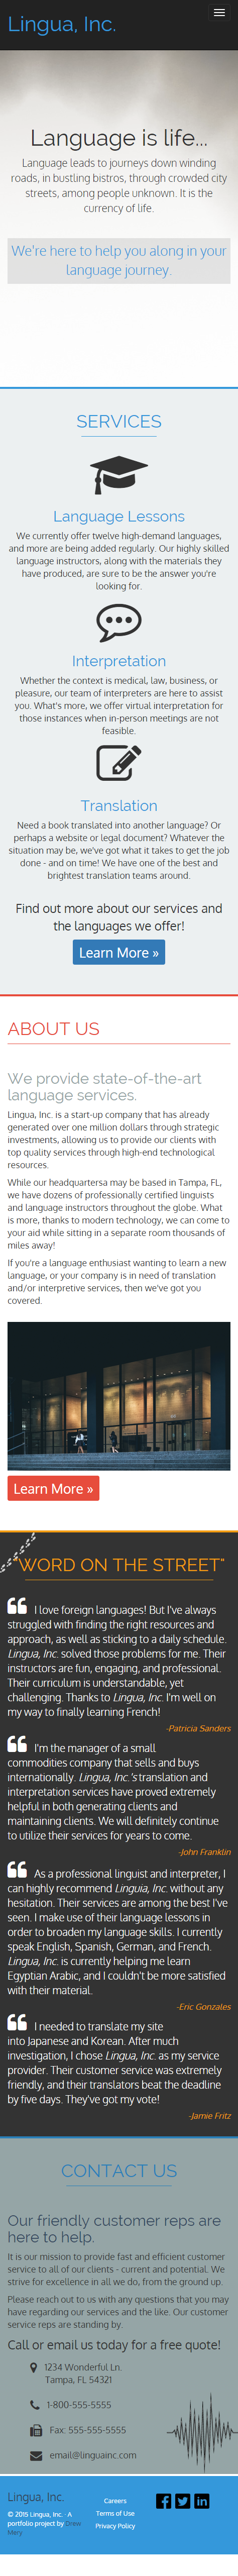 Lingua, Inc.
Language is life...
Language leads to journeys down winding
roads, in bustling bistros, through crowded city
streets, among people unknown. It is the
currency of life.
We're here to help you along in your
language journey.
SERVICES
Language Lessons
We currently offer twelve high-demand languages,
and more are being added regularly. Our highly skilled
language instructors, along with the materials they
have produced, are sure to be the answer you're
looking for.
Interpretation
Whether the context is medical, law, business, or
pleasure, our team of interpreters are here to assist
you. What's more, we offer virtual interpretation for
those instances when in-person meetings are not
feasible.
Translation
Need a book translated into another language? Or
perhaps a website or legal document? Whatever the
situation may be, we've got what it takes to get the job
done - and on time! We have one of the best and
brightest translation teams around.
Find out more about our services and
the languages we offer!
Learn More »
ABOUT US
We provide state-of-the-art
language services.
Lingua, Inc. is a start-up company that has already
generated over one million dollars through strategic
investments, allowing us to provide our clients with
top quality services through high-end technological
resources.
While our headquartersa may be based in Tampa, FL,
we have dozens of professionally certified linguists
and language instructors throughout the globe. What
is more, thanks to modern technology, we can come to
your aid while sitting in a separate room thousands of
miles away!
If you're a language enthusiast wanting to learn a new
language, or your company is in need of translation
and/or interpretive services, then we've got you
covered.
Learn More »
"WORD ON THE STREET"
I love foreign languages! But I've always
struggled with finding the right resources and
approach, as well as sticking to a daily schedule.
Lingua, Inc. solved those problems for me. Their
instructors are fun, engaging, and professional.
Their curriculum is understandable, yet
challenging. Thanks to Lingua, Inc. I'm well on
my way to finally learning French!
-Patricia Sanders
I'm the manager of a small
commodities company that sells and buys
internationally. Lingua, Inc.'s translation and
interpretation services have proved extremely
helpful in both generating clients and
maintaining clients. We will definitely continue
to utilize their services for years to come.
-John Franklin
As a professional linguist and interpreter, I
can highly recommend Linguia, Inc. without any
hesitation. Their services are among the best I've
seen. I make use of their language lessons in
order to broaden my language skills. I currently
speak English, Spanish, German, and French.
Lingua, Inc. is currently helping me learn
Egyptian Arabic, and I couldn't be more satisfied
with their material.
-Eric Gonzales
I needed to translate my site
into Japanese and Korean. After much
investigation, I chose Lingua, Inc. as my service
provider. Their customer service was extremely
friendly, and their translators beat the deadline
by five days. They've got my vote!
-Jamie Fritz
CONTACT US
Our friendly customer reps are
here to help.
It is our mission to provide fast and efficient customer
service to all of our clients - current and potential. We
strive for excellence in all we do, from the ground up.
Please reach out to us with any questions that you may
have regarding our services and the like. Our customer
service reps are standing by.
Call or email us today for a free quote!
1234 Wonderful Ln.
Tampa, FL 54321
1-800-555-5555
Fax: 555-555-5555
email@linguainc.com
Lingua, Inc.
© 2015 Lingua, Inc. · A
portfolio project by Drew
Mery
Careers
Terms of Use
Privacy Policy